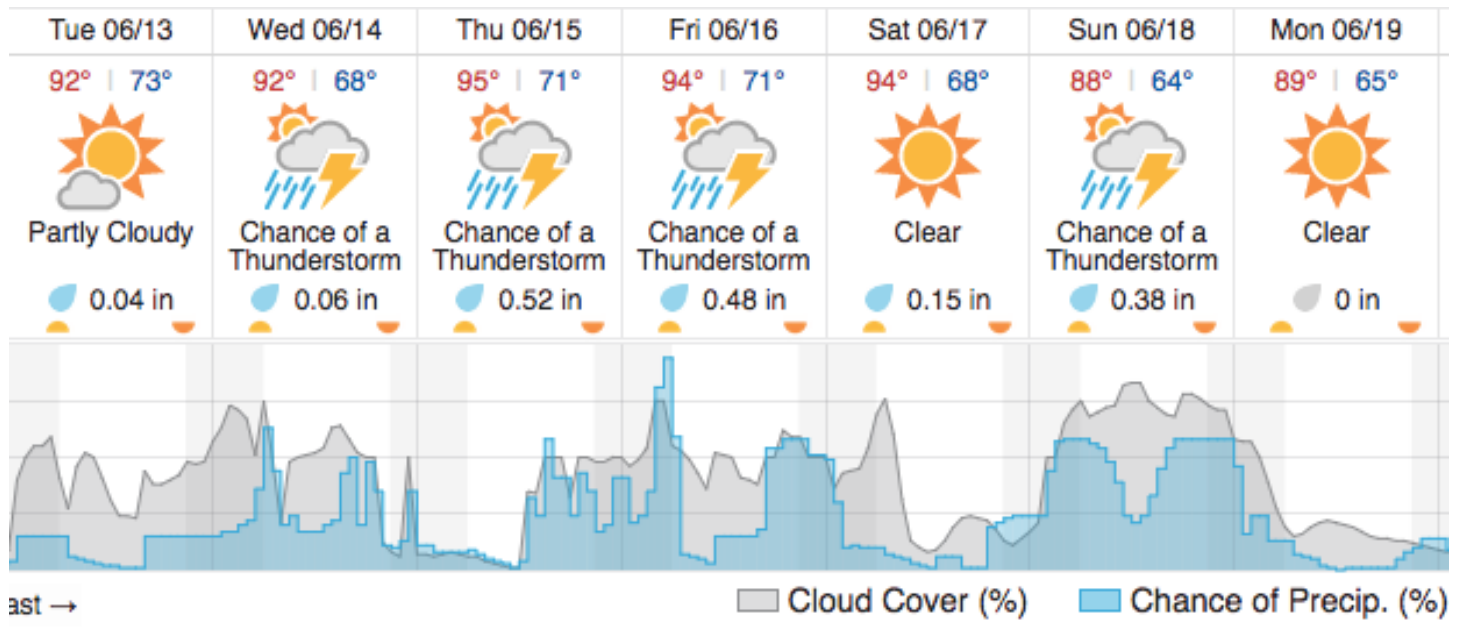 Tue 06/13 Wed 06/14 Thu 06/15 Fri 06/16 Sat 06/17 Sun 06/18 Mon 06/19
92° | 73° 92° | 68° 95° | 71° 94° | 71° 94° | 68° 88° | 64° 89° | 65°
Partly Cloudy Chance of a Chance of a Chance of a Clear Chance of a Clear
Thunderstorm Thunderstorm Thunderstorm Thunderstorm
0.04 in 0.06 in 0.52 in 0.48 in 0.15 in 0.38 in 0 in
ast → Cloud Cover (%) Chance of Precip. (%)